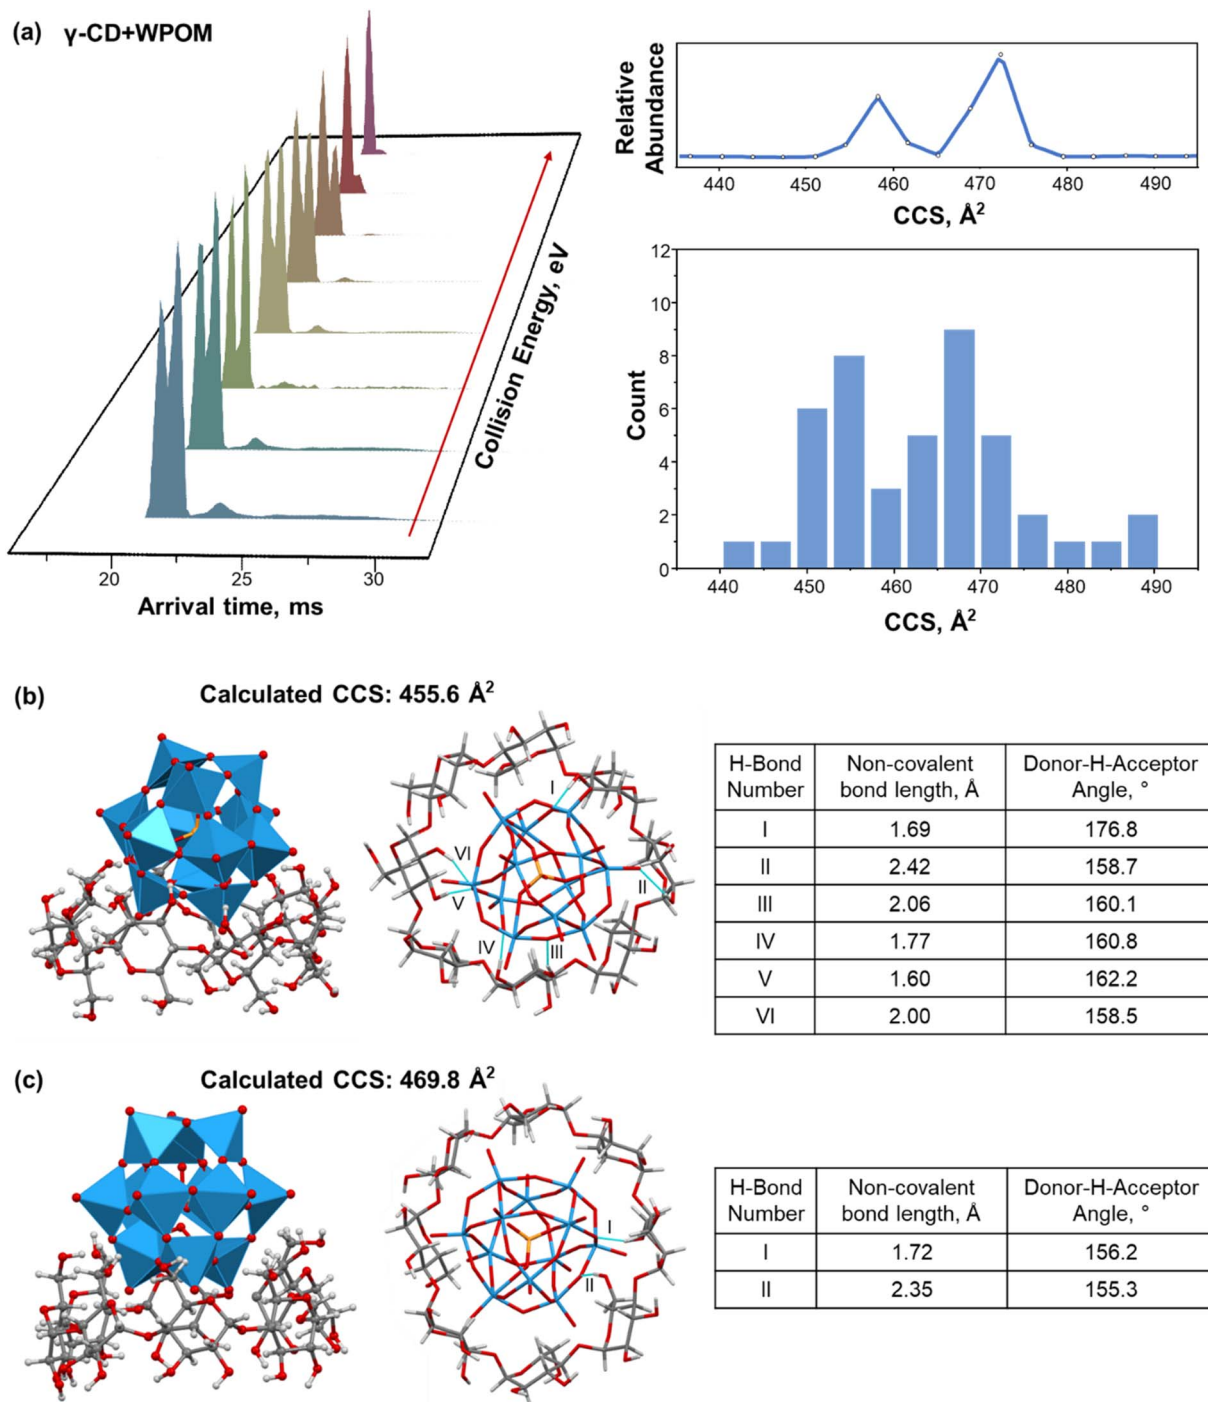 (a) γ-CD+WPOM
Collision Energy, eV
20 25 30
Arrival time, ms
Relative
Abundance
440 450 460 470 480 490
CCS, Å²
12
10
8
6
4
2
0
Count
440 450 460 470 480 490
CCS, Å²
(b) Calculated CCS: 455.6 Å²
I
II
III
IV
V
VI
H-Bond Number Non-covalent bond length, Å Donor-H-Acceptor Angle, °
I 1.69 176.8
II 2.42 158.7
III 2.06 160.1
IV 1.77 160.8
V 1.60 162.2
VI 2.00 158.5
(c) Calculated CCS: 469.8 Å²
I
II
H-Bond Number Non-covalent bond length, Å Donor-H-Acceptor Angle, °
I 1.72 156.2
II 2.35 155.3